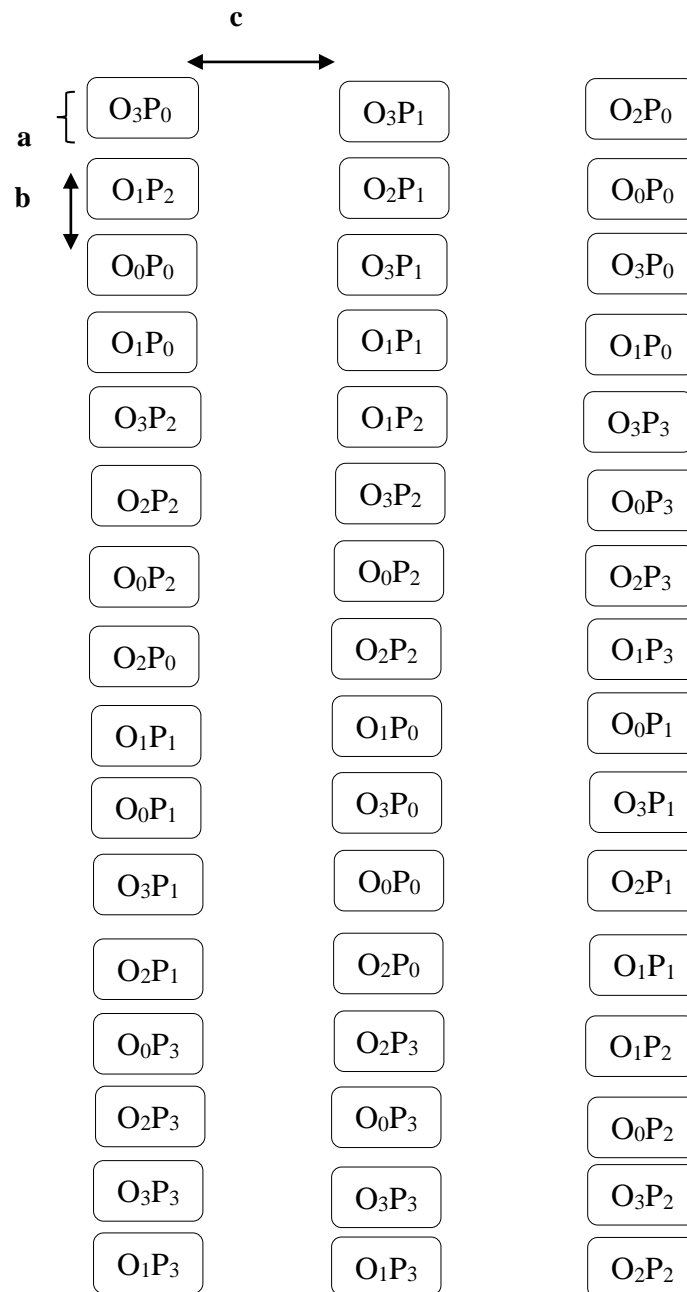 c
O₃P₀ O₃P₁ O₂P₀
a
O₁P₂ O₂P₁ O₀P₀
b
O₀P₀ O₃P₁ O₃P₀
O₁P₀ O₁P₁ O₁P₀
O₃P₂ O₁P₂ O₃P₃
O₂P₂ O₃P₂ O₀P₃
O₀P₂ O₀P₂ O₂P₃
O₂P₀ O₂P₂ O₁P₃
O₁P₁ O₁P₀ O₀P₁
O₀P₁ O₃P₀ O₃P₁
O₃P₁ O₀P₀ O₂P₁
O₂P₁ O₂P₀ O₁P₁
O₀P₃ O₂P₃ O₁P₂
O₂P₃ O₀P₃ O₀P₂
O₃P₃ O₃P₃ O₃P₂
O₁P₃ O₁P₃ O₂P₂